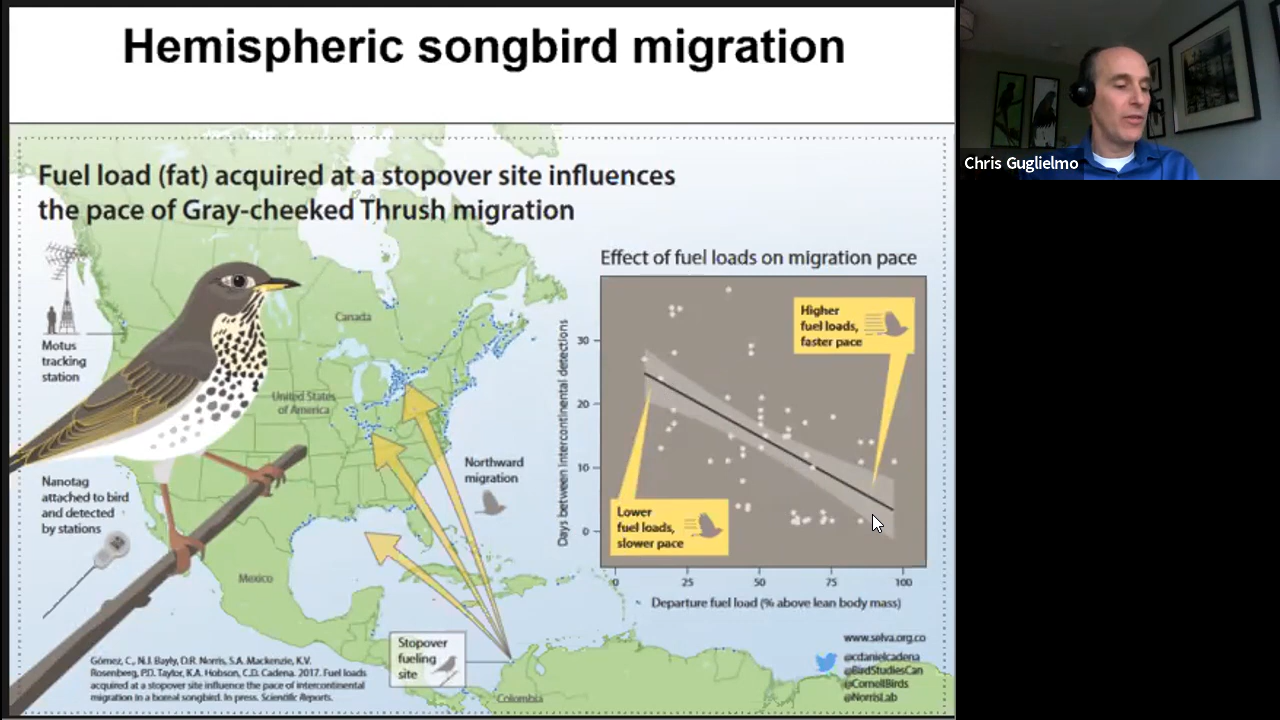 Hemispheric songbird migration
Chris Guglielmo
Fuel load (fat) acquired at a stopover site influences
the pace of Gray-cheeked Thrush migration
Motus
tracking
station
Canada
United States
of America
Nanotag
attached to bird
and detected
by stations
Northward
migration
Mexico
Stopover
fueling
site
Colombia
Effect of fuel loads on migration pace
Days between intercontinental detections
30
20
10
0
Higher
fuel loads,
faster pace
Lower
fuel loads,
slower pace
0 25 50 75 100
Departure fuel load (% above lean body mass)
Gómez, C., N.J. Bayly, D.R. Norris, S.A. Mackenzie, K.V.
Rosenberg, P.D. Taylor, K.A. Hobson, C.D. Cadena. 2017. Fuel loads
acquired at a stopover site influence the pace of intercontinental
migration in a boreal songbird. In press. Scientific Reports.
www.selva.org.co
@cdanielcadena
@BirdStudiesCan
@CornellBirds
@NorrisLab